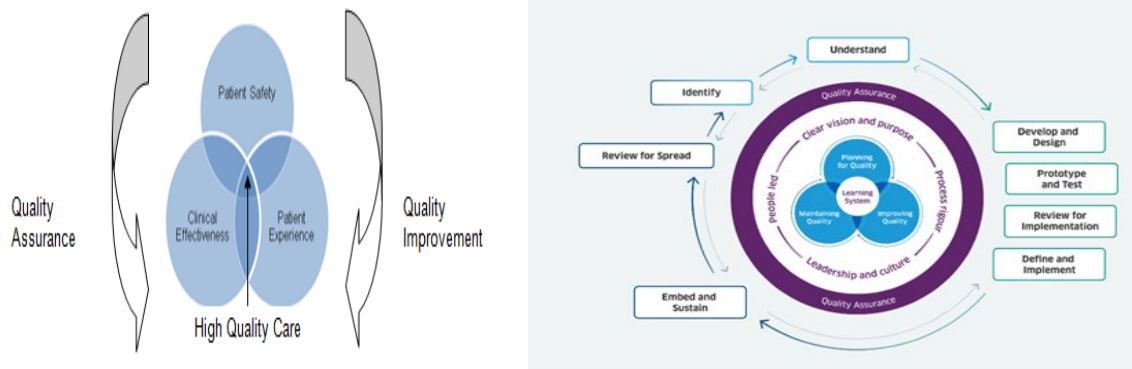 Patient Safety
Clinical
Effectiveness
Patient
Experience
Quality
Assurance
Quality
Improvement
High Quality Care
Understand
Identify
Review for Spread
Embed and
Sustain
Develop and
Design
Prototype
and Test
Review for
Implementation
Define and
Implement
Quality Assurance
Clear vision and purpose
People led
Process rigour
Leadership and culture
Planning
for Quality
Learning
System
Maintaining
Quality
Improving
Quality
Quality Assurance